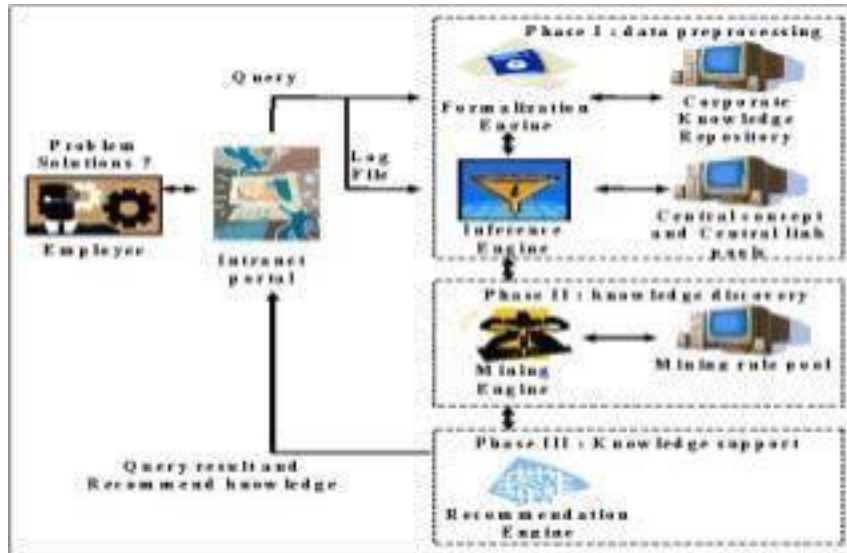 Phase I : data preprocessing
Query
Formalization
Engine
Corporate
Knowledge
Repository
Problem
Solutions ?
Log
File
Employer
Intranet
portal
Inference
Engine
Central concept
and Central link
pools
Phase II : knowledge discovery
Mining
Engine
Mining rule pool
Phase III : Knowledge support
Query result and
Recommend knowledge
Recommendation
Engine